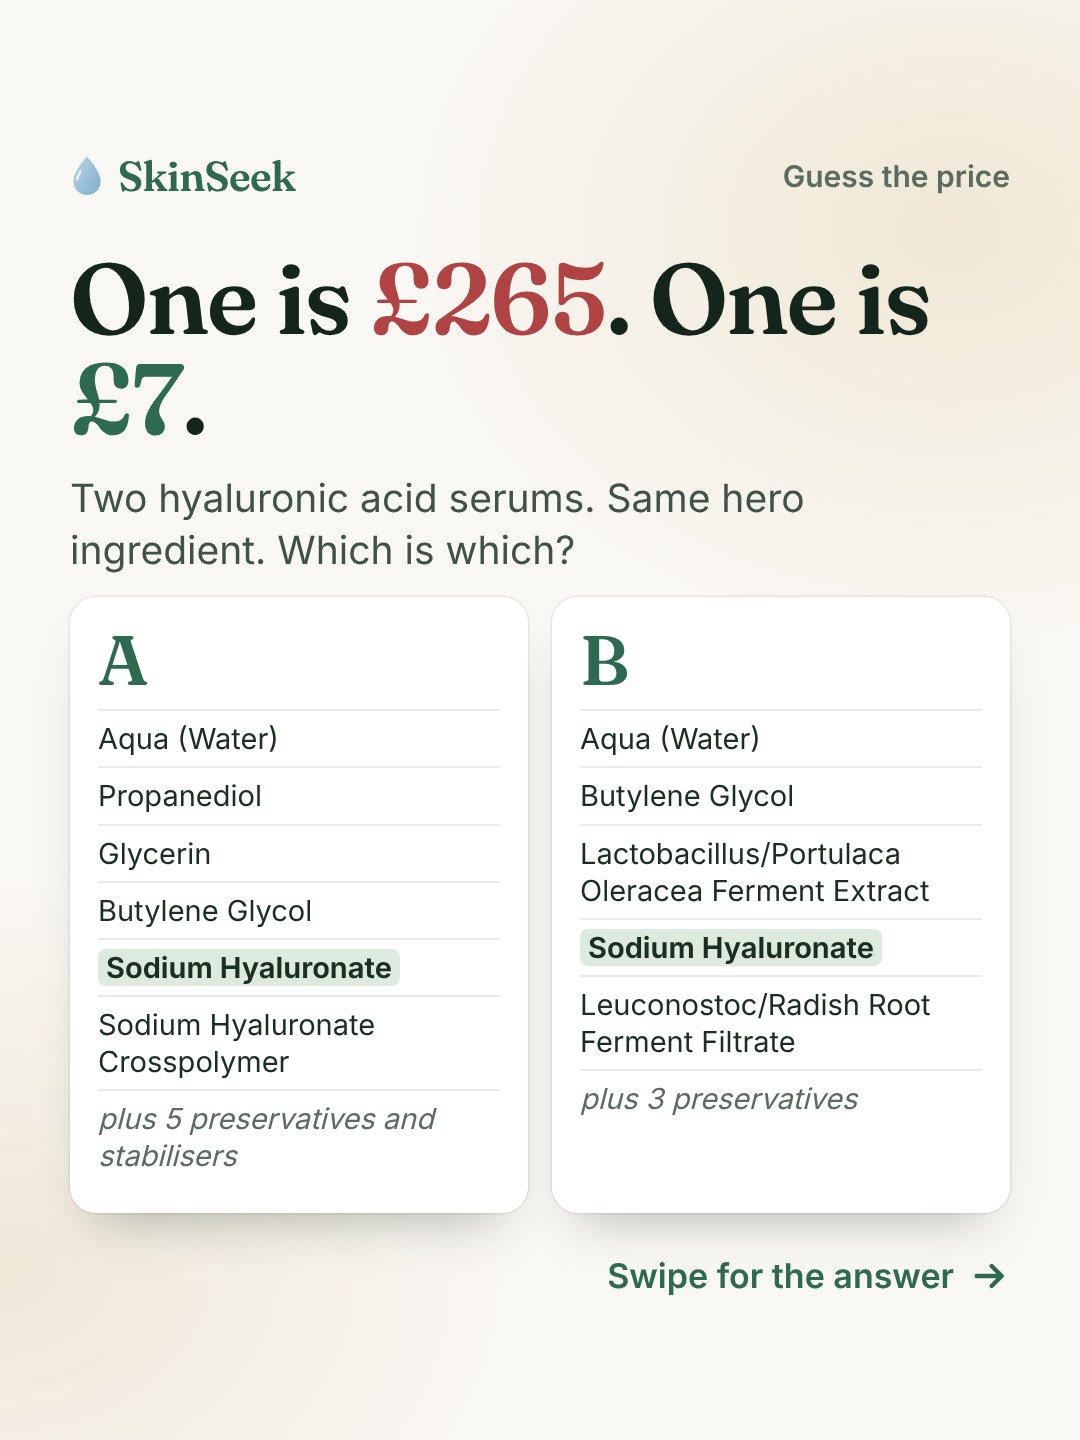 SkinSeek
Guess the price
One is £265. One is
£7.
Two hyaluronic acid serums. Same hero
ingredient. Which is which?
A
Aqua (Water)
Propanediol
Glycerin
Butylene Glycol
Sodium Hyaluronate
Sodium Hyaluronate
Crosspolymer
plus 5 preservatives and
stabilisers
B
Aqua (Water)
Butylene Glycol
Lactobacillus/Portulaca
Oleracea Ferment Extract
Sodium Hyaluronate
Leuconostoc/Radish Root
Ferment Filtrate
plus 3 preservatives
Swipe for the answer →